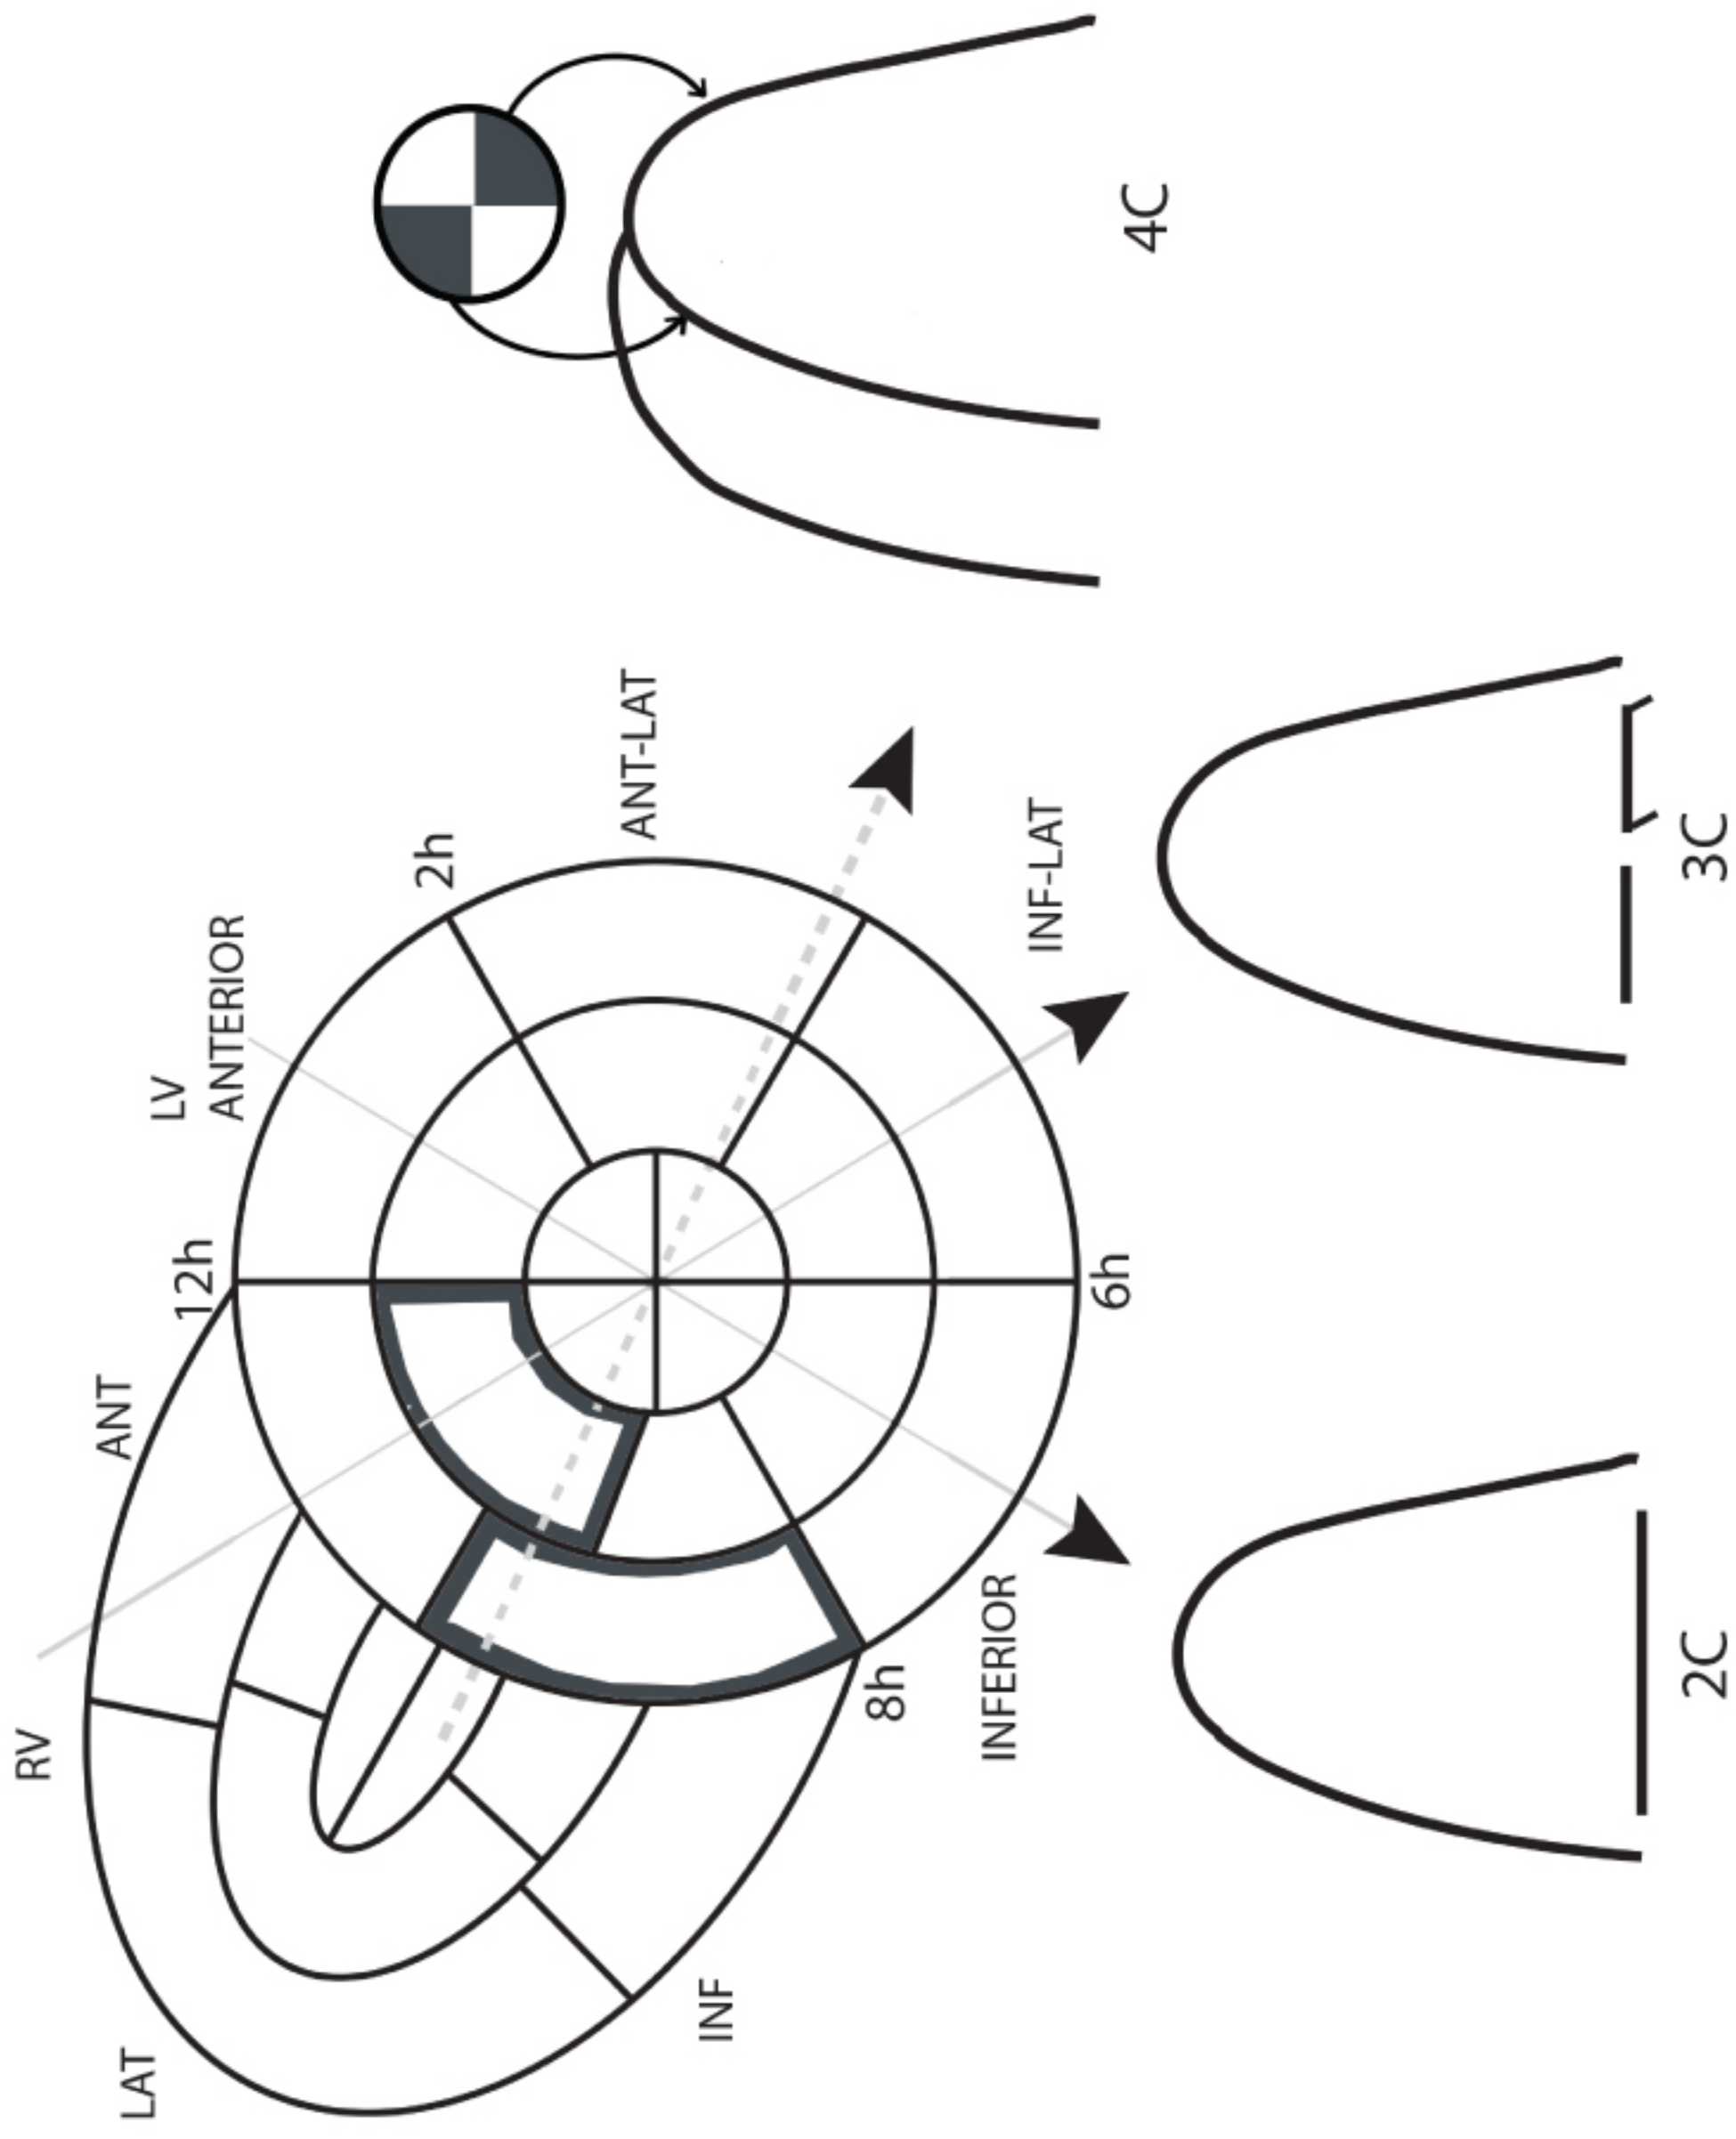 LV
ANTERIOR
12h
2h
ANT
RV
LAT
ANT-LAT
INF-LAT
6h
8h
INFERIOR
INF
4C
3C
2C